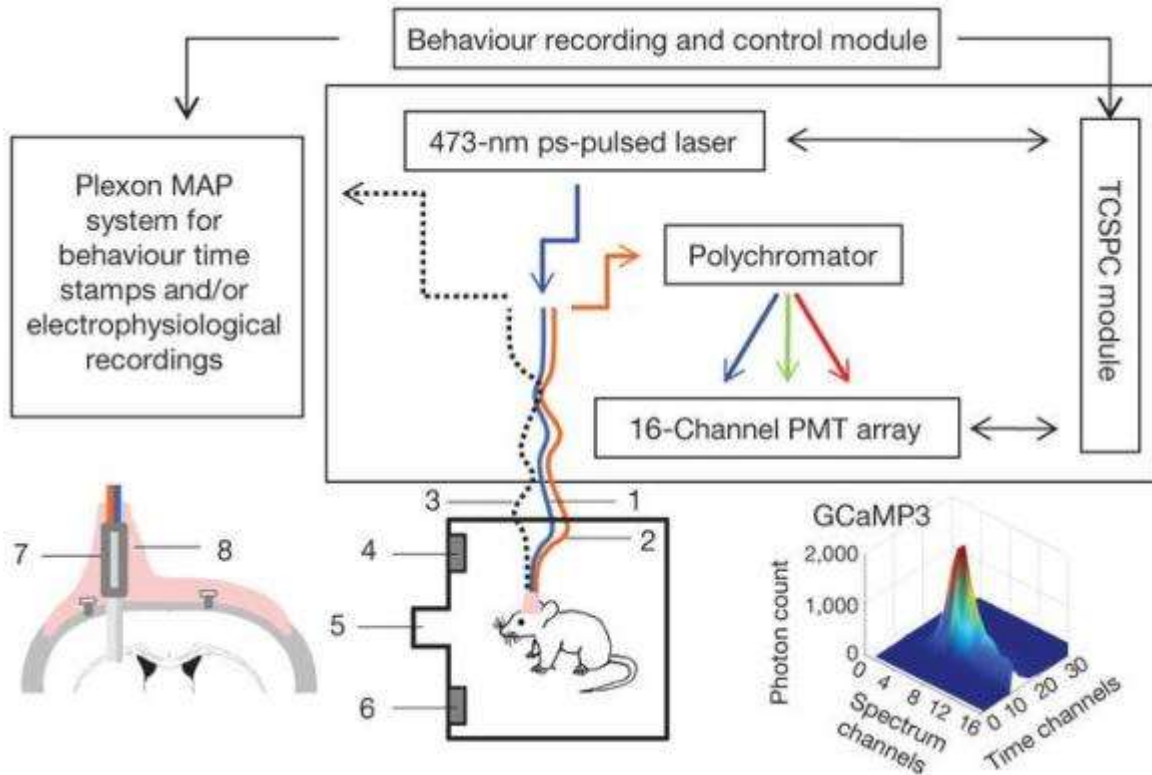 Behaviour recording and control module
473-nm ps-pulsed laser
Plexon MAP
system for
behaviour time
stamps and/or
electrophysiological
recordings
Polychromator
TCSPC module
16-Channel PMT array
3
1
2
4
5
6
7
8
GCaMP3
Photon count
2,000
1,000
0
0
4
8
12
16
Spectrum
channels
0
10
20
30
Time channels